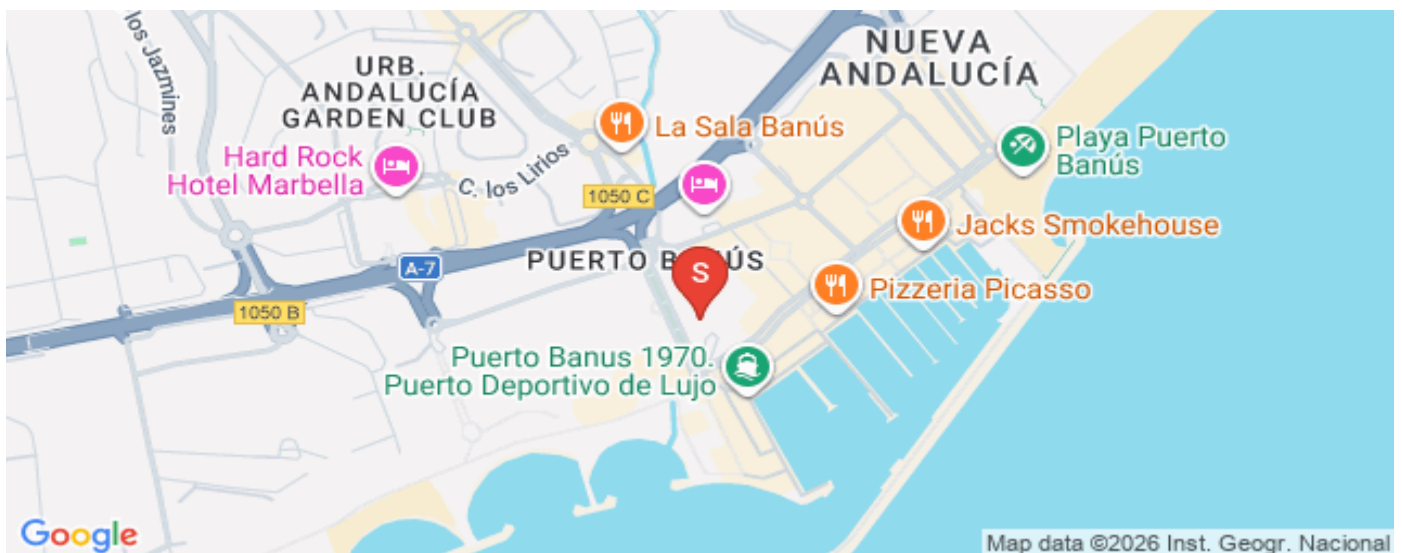 los Jazmines
URB.
ANDALUCÍA
GARDEN CLUB
NUEVA
ANDALUCÍA
La Sala Banús
Playa Puerto
Banús
Hard Rock
Hotel Marbella
C. los Lirios
1050 C
Jacks Smokehouse
PUERTO B ÚS
S
A-7
Pizzeria Picasso
1050 B
Puerto Banus 1970.
Puerto Deportivo de Lujo
Google
Map data ©2026 Inst. Geogr. Nacional